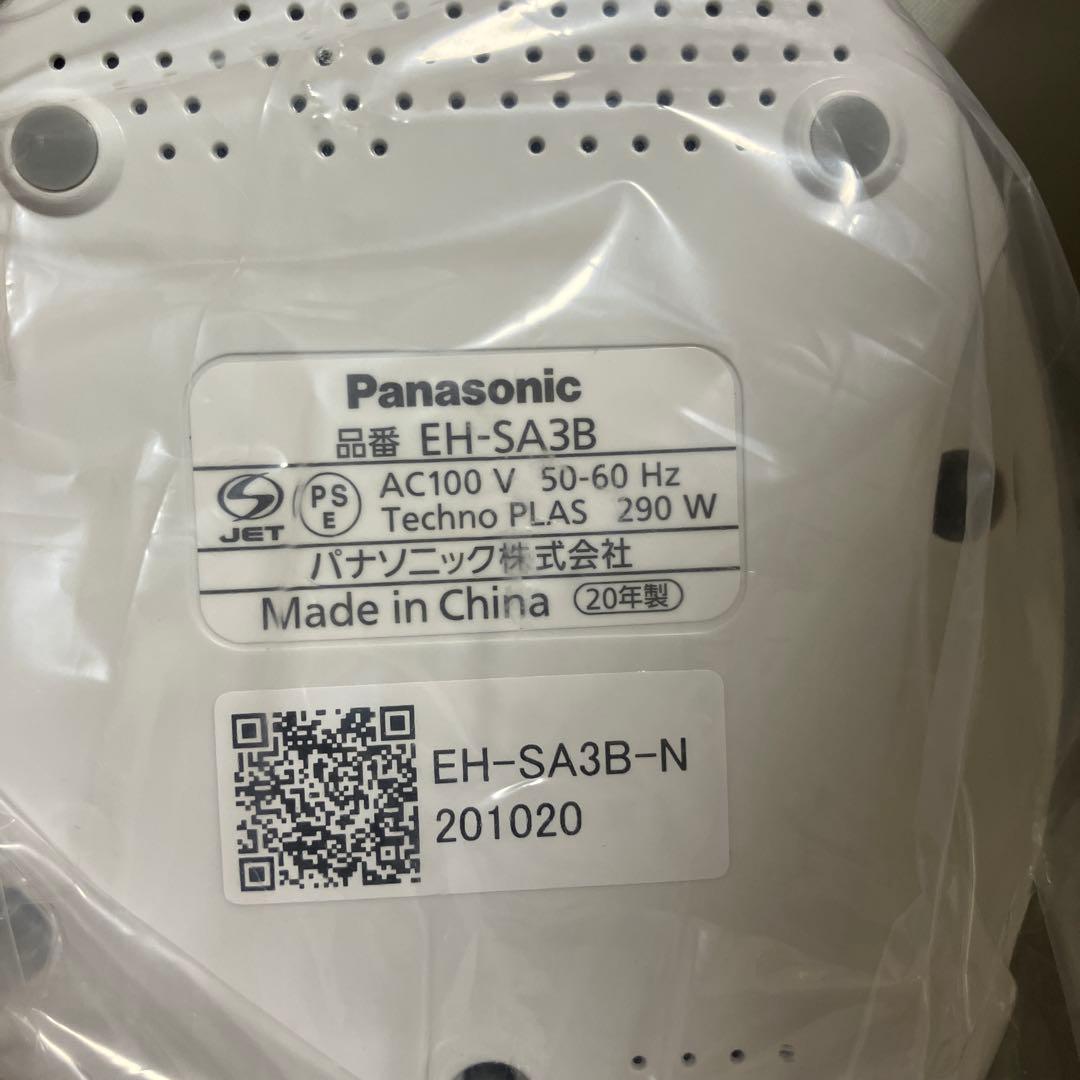 Panasonic
品番 EH-SA3B
JET
PS
E
AC100 V 50-60 Hz
Techno PLAS 290 W
パナソニック株式会社
Made in China 20年製
EH-SA3B-N
201020